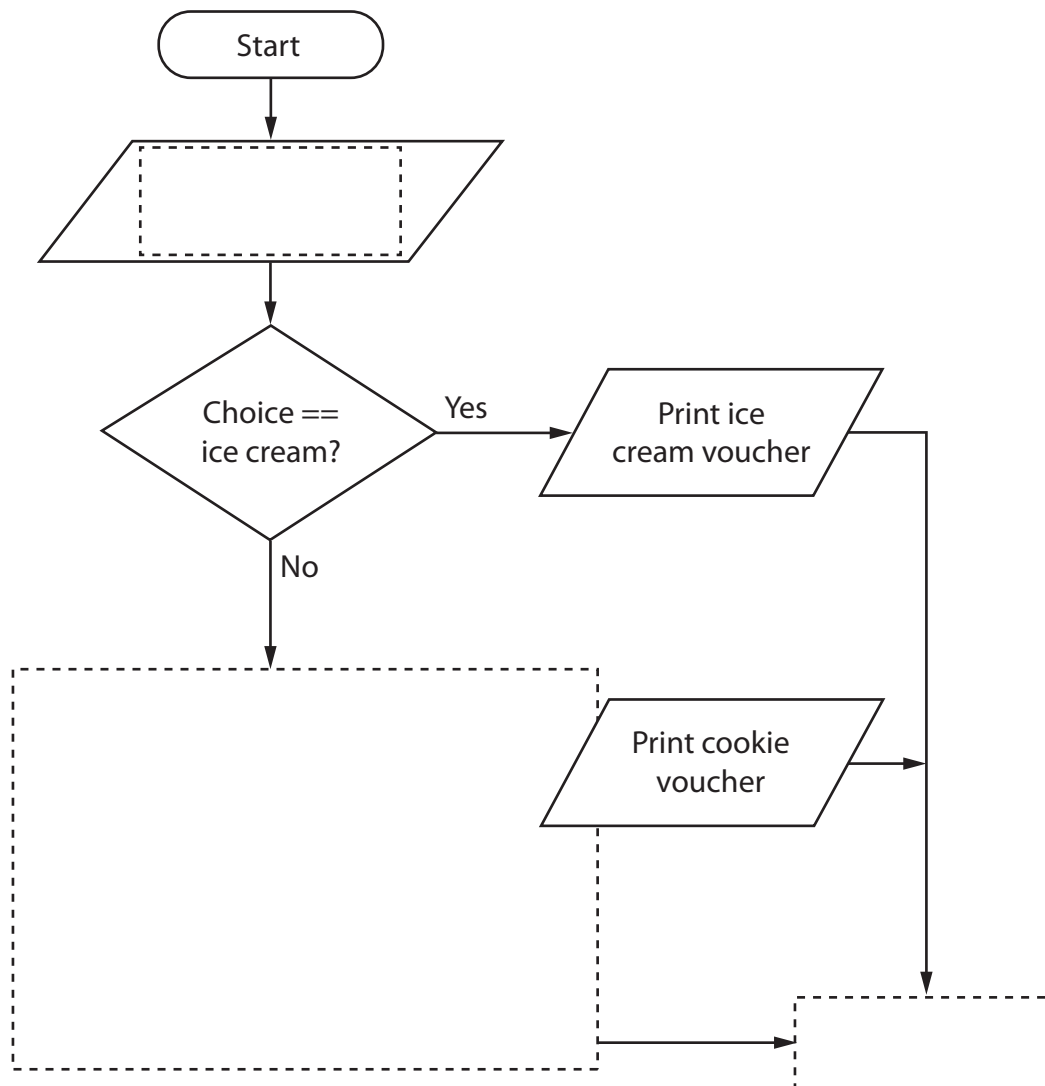 Start
Choice ==
ice cream?
Yes
Print ice
cream voucher
No
Print cookie
voucher